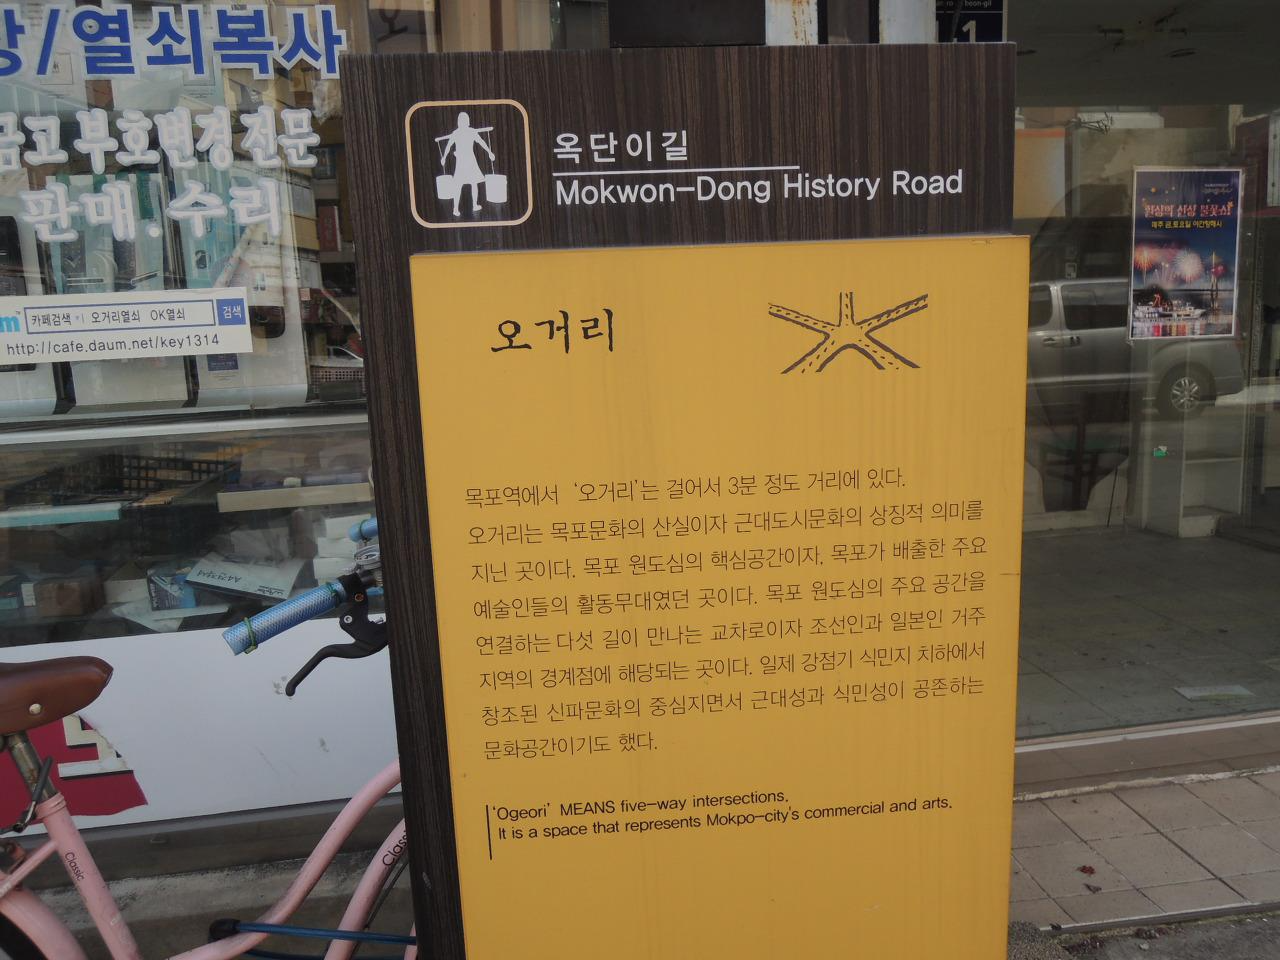 /열쇠복사
금고 부호변경 전문
판매. 수리
카페검색 오거리열쇠 OK열쇠 검색
http://cafe.daum.net/key1314
옥단이길
Mokwon-Dong History Road
오거리
목포역에서 '오거리'는 걸어서 3분 정도 거리에 있다.
오거리는 목포문화의 산실이자 근대도시문화의 상징적 의미를
지닌 곳이다. 목포 원도심의 핵심공간이자, 목포가 배출한 주요
예술인들의 활동무대였던 곳이다. 목포 원도심의 주요 공간을
연결하는 다섯 길이 만나는 교차로이자 조선인과 일본인 거주
지역의 경계점에 해당되는 곳이다. 일제 강점기 식민지 치하에서
창조된 신파문화의 중심지면서 근대성과 식민성이 공존하는
문화공간이기도 했다.
'Ogeori' MEANS five-way intersections.
It is a space that represents Mokpo-city's commercial and arts.
매주 금,토요일 야간항해시
Classic